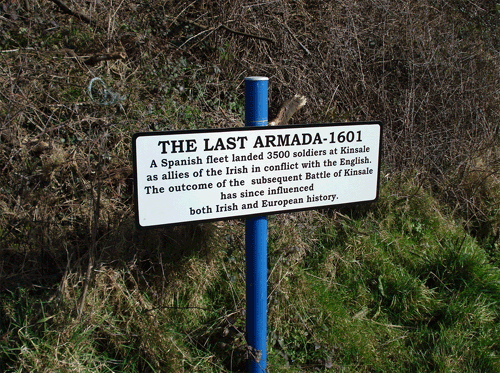 THE LAST ARMADA-1601
A Spanish fleet landed 3500 soldiers at Kinsale
as allies of the Irish in conflict with the English.
The outcome of the subsequent Battle of Kinsale
has since influenced
both Irish and European history.